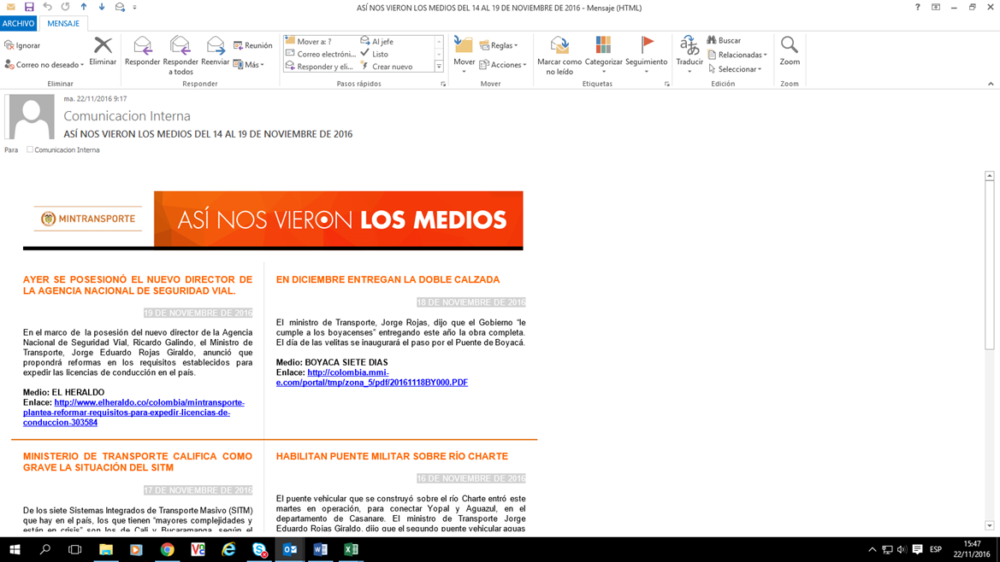 ASÍ NOS VIERON LOS MEDIOS DEL 14 AL 19 DE NOVIEMBRE DE 2016 - Mensaje (HTML)
ARCHIVO MENSAJE
Ignorar
Correo no deseado
Eliminar
Eliminar
Responder
Responder a todos
Reenviar
Reunión
Más
Responder
Mover a: ?
Correo electróni...
Responder y eli...
Al jefe
Listo
Crear nuevo
Pasos rápidos
Mover
Reglas
Acciones
Mover
Marcar como no leído
Categorizar
Seguimiento
Etiquetas
Traducir
Buscar
Relacionadas
Seleccionar
Edición
Zoom
Zoom
ma. 22/11/2016 9:17
Comunicacion Interna
ASÍ NOS VIERON LOS MEDIOS DEL 14 AL 19 DE NOVIEMBRE DE 2016
Para Comunicacion Interna
MINTRANSPORTE
ASÍ NOS VIERON LOS MEDIOS
AYER SE POSESIONÓ EL NUEVO DIRECTOR DE
LA AGENCIA NACIONAL DE SEGURIDAD VIAL.
19 DE NOVIEMBRE DE 2016
En el marco de la posesión del nuevo director de la Agencia
Nacional de Seguridad Vial, Ricardo Galindo, el Ministro de
Transporte, Jorge Eduardo Rojas Giraldo, anunció que
propondrá reformas en los requisitos establecidos para
expedir las licencias de conducción en el país.
Medio: EL HERALDO
Enlace: http://www.elheraldo.co/colombia/mintransporte-
plantea-reformar-requisitos-para-expedir-licencias-de-
conduccion-303584
EN DICIEMBRE ENTREGAN LA DOBLE CALZADA
18 DE NOVIEMBRE DE 2016
El ministro de Transporte, Jorge Rojas, dijo que el Gobierno “le
cumple a los boyacenses” entregando este año la obra completa.
El día de las velitas se inaugurará el paso por el Puente de Boyacá.
Medio: BOYACA SIETE DIAS
Enlace: http://colombia.mmi-
e.com/portal/tmp/zona_5/pdf/20161118BY000.PDF
MINISTERIO DE TRANSPORTE CALIFICA COMO
GRAVE LA SITUACIÓN DEL SITM
17 DE NOVIEMBRE DE 2016
De los siete Sistemas Integrados de Transporte Masivo (SITM)
que hay en el país, los que tienen “mayores complejidades y
están en crisis” son los de Cali y Bucaramanga, según el
HABILITAN PUENTE MILITAR SOBRE RÍO CHARTE
16 DE NOVIEMBRE DE 2016
El puente vehicular que se construyó sobre el río Charte entró este
martes en operación, para conectar Yopal y Aguazul, en el
departamento de Casanare. El ministro de Transporte Jorge
Eduardo Rojas Giraldo, dijo que el segundo puente vehicular aguas
ESP
15:47
22/11/2016